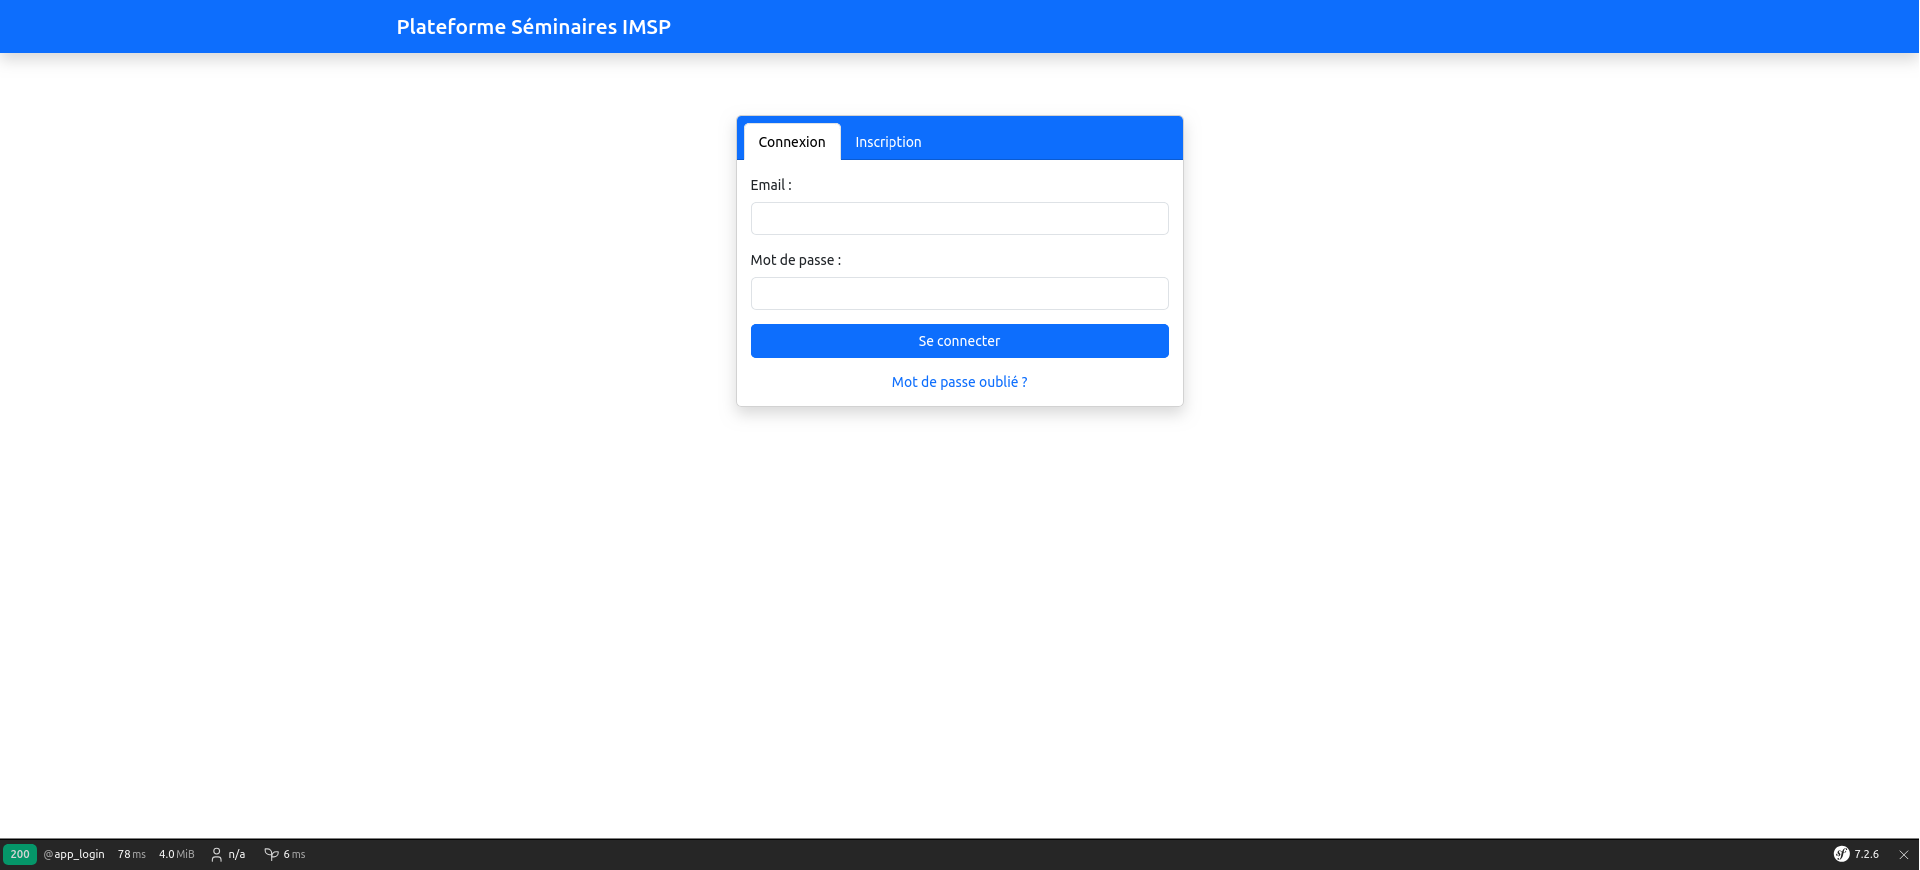 Plateforme Séminaires IMSP
Connexion Inscription
Email :
Mot de passe :
Se connecter
Mot de passe oublié ?
200 @app_login 78 ms 4.0 MiB n/a 6 ms sf 7.2.6